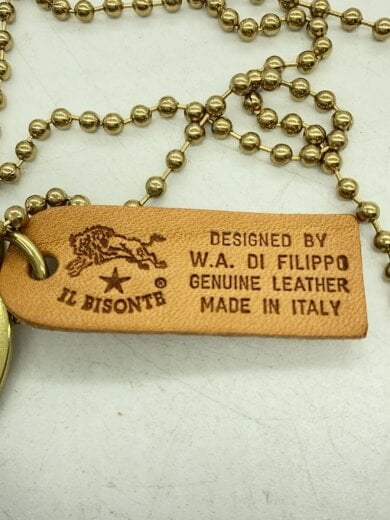 IL BISONTE ®
DESIGNED BY
W.A. DI FILIPPO
GENUINE LEATHER
MADE IN ITALY